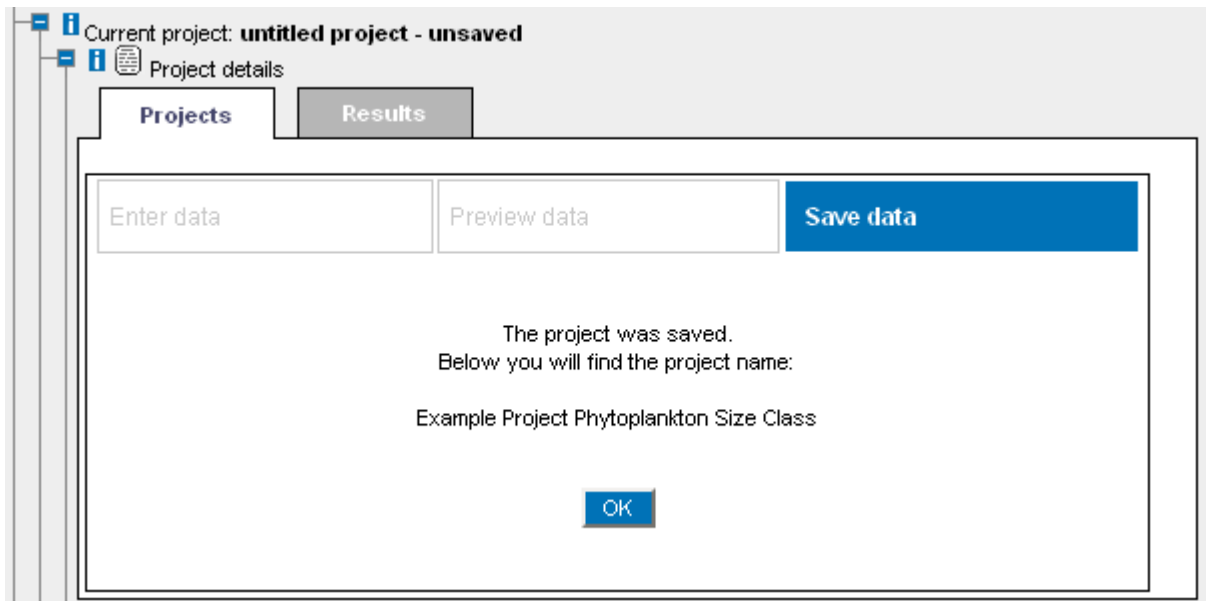 Current project: untitled project - unsaved
Project details
Projects
Results
Enter data
Preview data
Save data
The project was saved.
Below you will find the project name:
Example Project Phytoplankton Size Class
OK